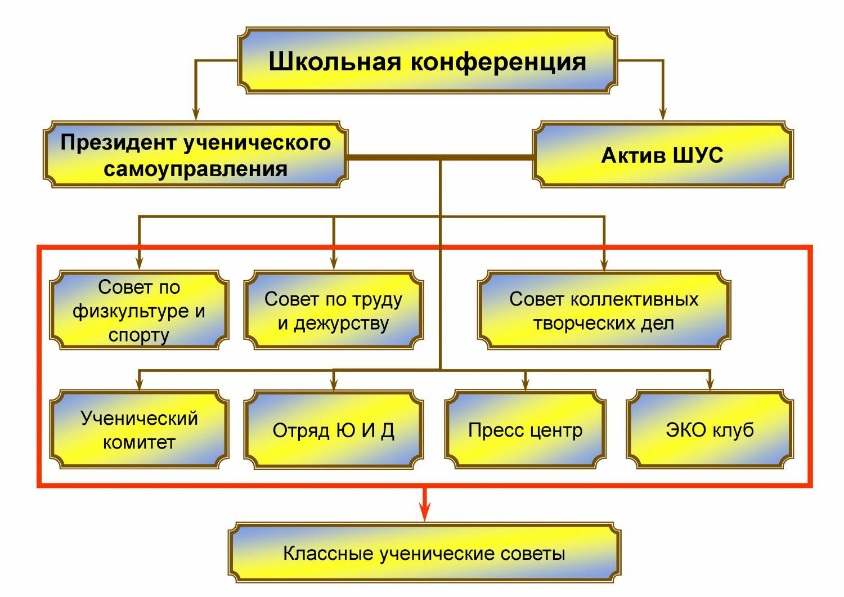 Школьная конференция
Президент ученического
самоуправления
Актив ШУС
Совет по
физкультуре и
спорту
Совет по труду
и дежурству
Совет коллективных
творческих дел
Ученический
комитет
Отряд Ю И Д
Пресс центр
ЭКО клуб
Классные ученические советы